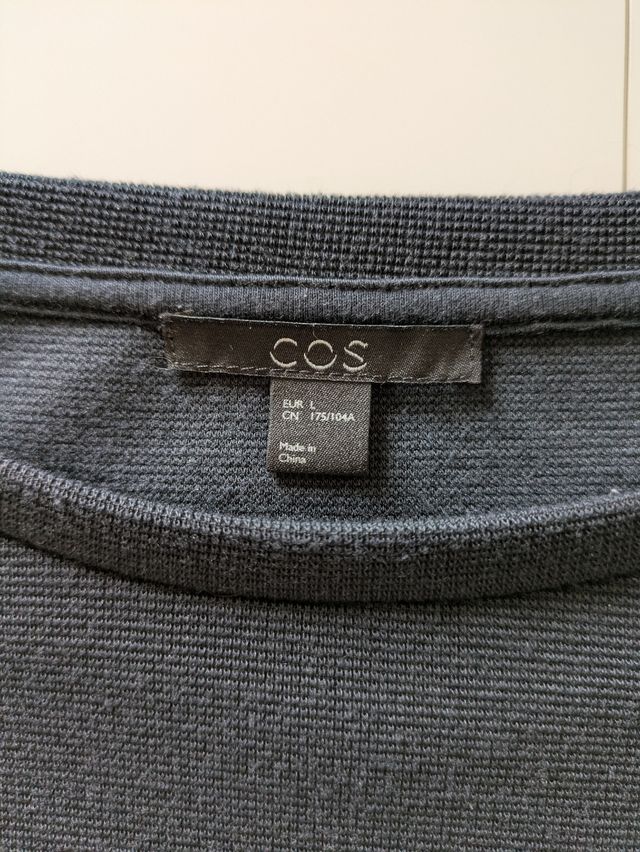 COS
EUR L
CN 175/104A
Made in
China